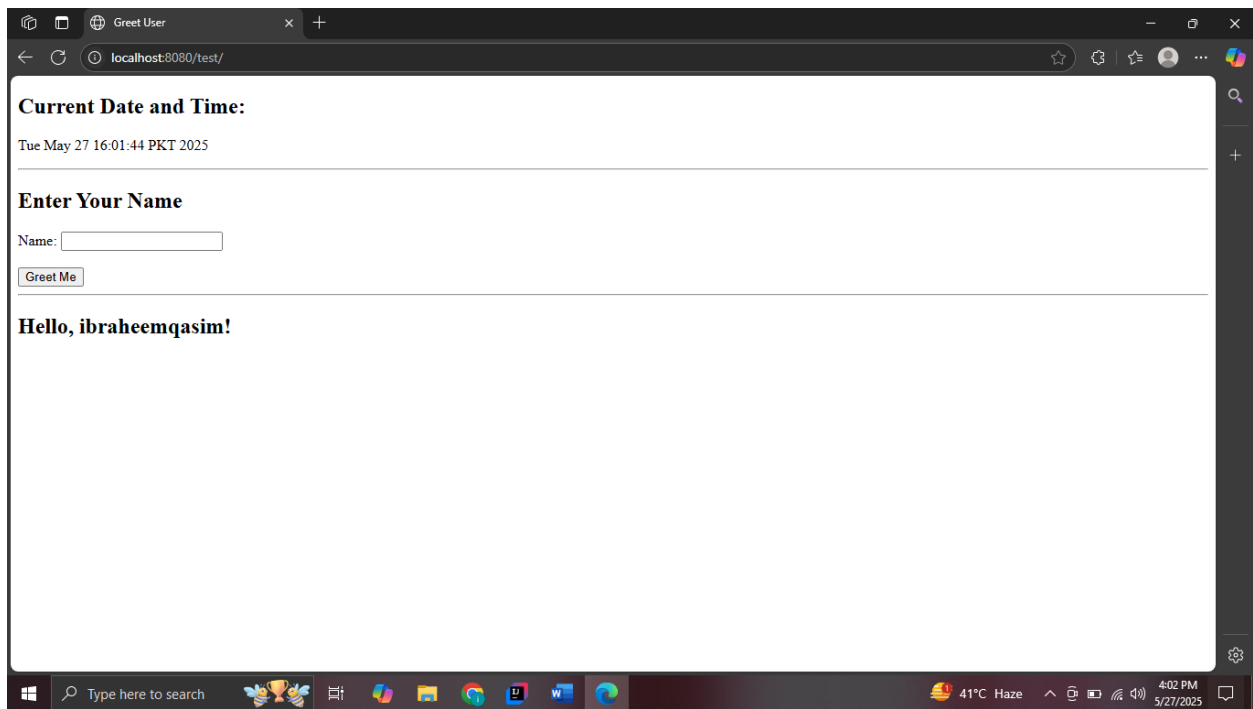 Greet User
localhost:8080/test/
Current Date and Time:
Tue May 27 16:01:44 PKT 2025
Enter Your Name
Name:
Greet Me
Hello, ibraheemqasim!
Type here to search
41°C Haze
4:02 PM
5/27/2025